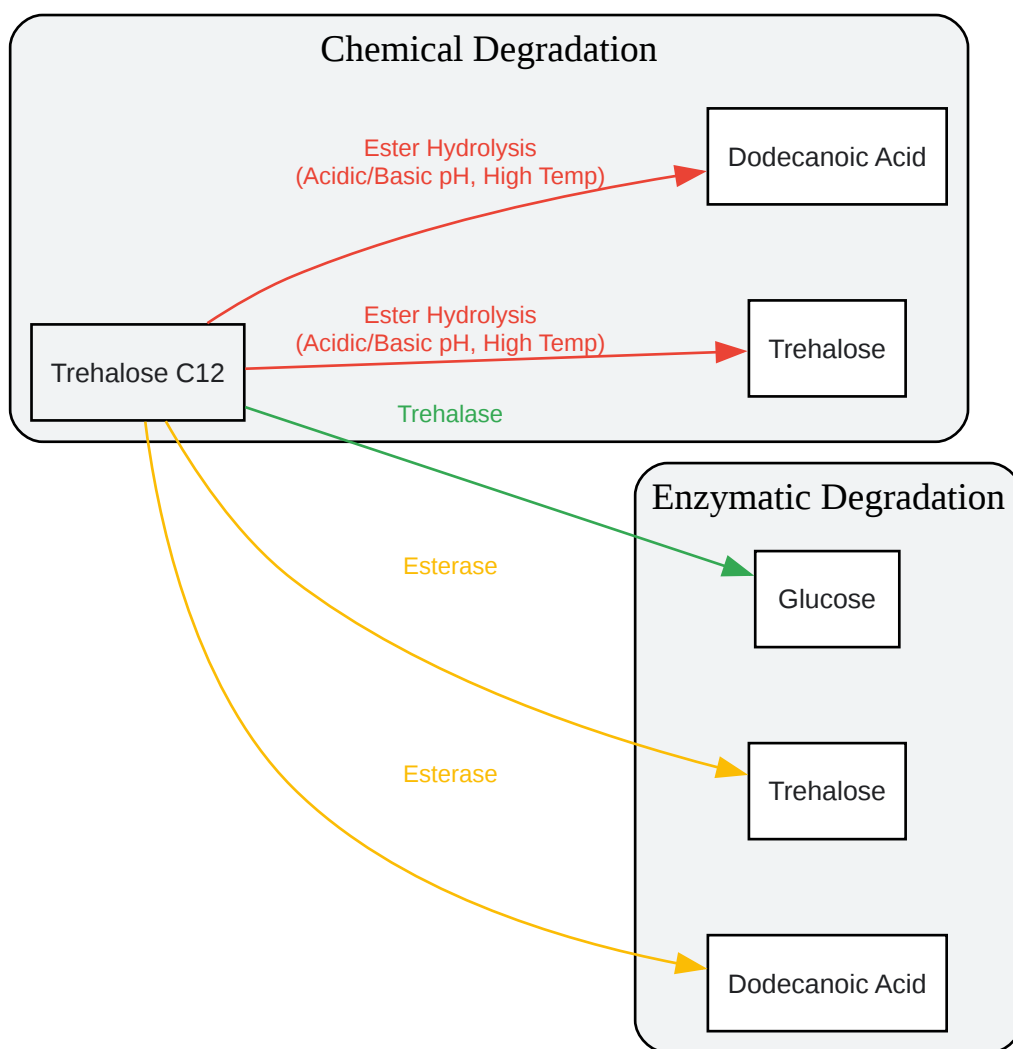 Chemical Degradation
Ester Hydrolysis
(Acidic/Basic pH, High Temp)
Dodecanoic Acid
Ester Hydrolysis
(Acidic/Basic pH, High Temp)
Trehalose
Trehalose C12
Trehalase
Enzymatic Degradation
Esterase
Glucose
Esterase
Trehalose
Dodecanoic Acid